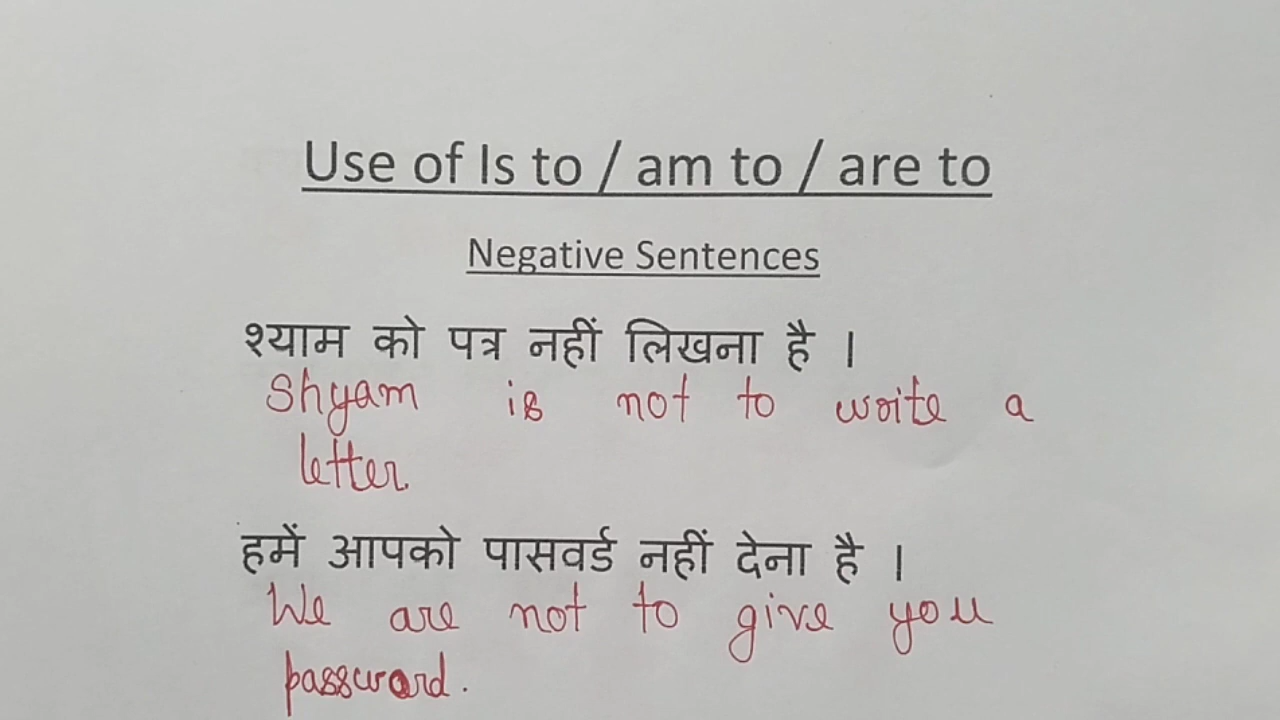 Use of Is to / am to / are to
Negative Sentences
श्याम को पत्र नहीं लिखना है ।
Shyam is not to write a
letter.
हमें आपको पासवर्ड नहीं देना है ।
We are not to give you
password.